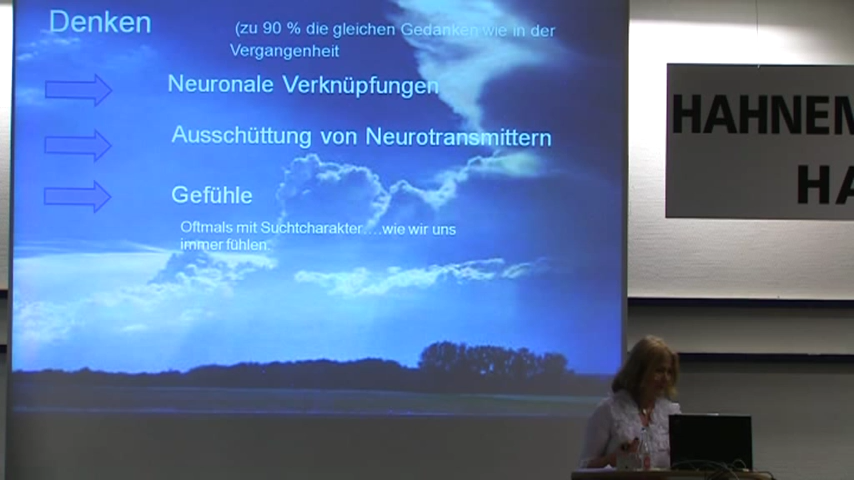 Denken
(zu 90 % die gleichen Gedanken wie in der
Vergangenheit
Neuronale Verknüpfungen
Ausschüttung von Neurotransmittern
Gefühle
Oftmals mit Suchtcharakter….wie wir uns
immer fühlen.
HAHNEM
HA